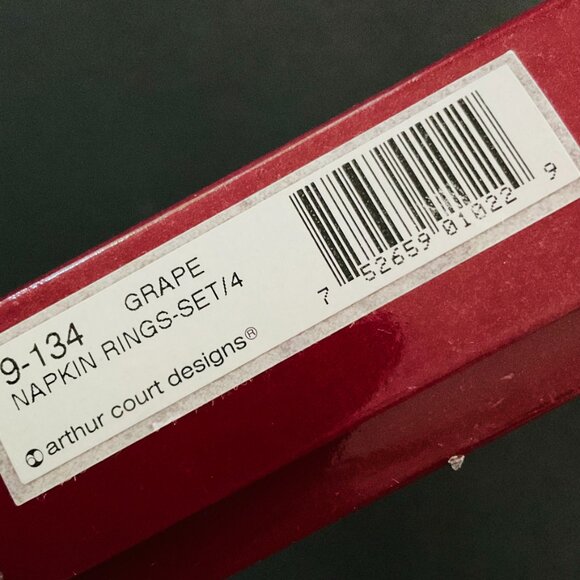 9-134 GRAPE
NAPKIN RINGS-SET/4
arthur court designs®
7 52659 01022 9